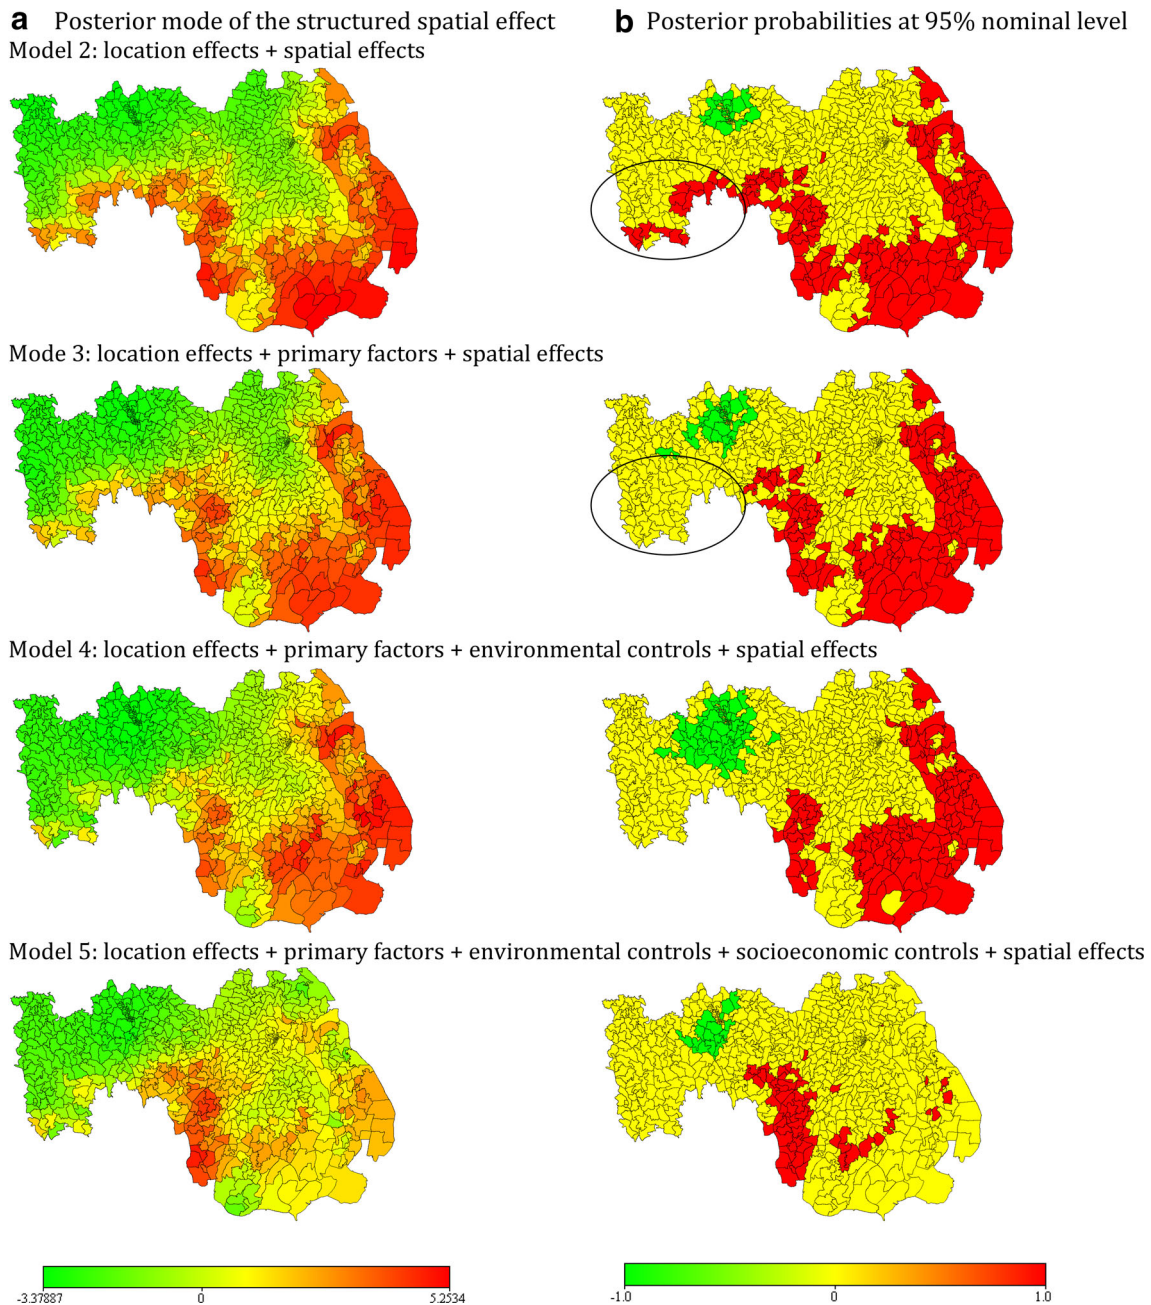 a Posterior mode of the structured spatial effect
b Posterior probabilities at 95% nominal level
Model 2: location effects + spatial effects
Mode 3: location effects + primary factors + spatial effects
Model 4: location effects + primary factors + environmental controls + spatial effects
Model 5: location effects + primary factors + environmental controls + socioeconomic controls + spatial effects
-3.37887 0 5.2534
-1.0 0 1.0